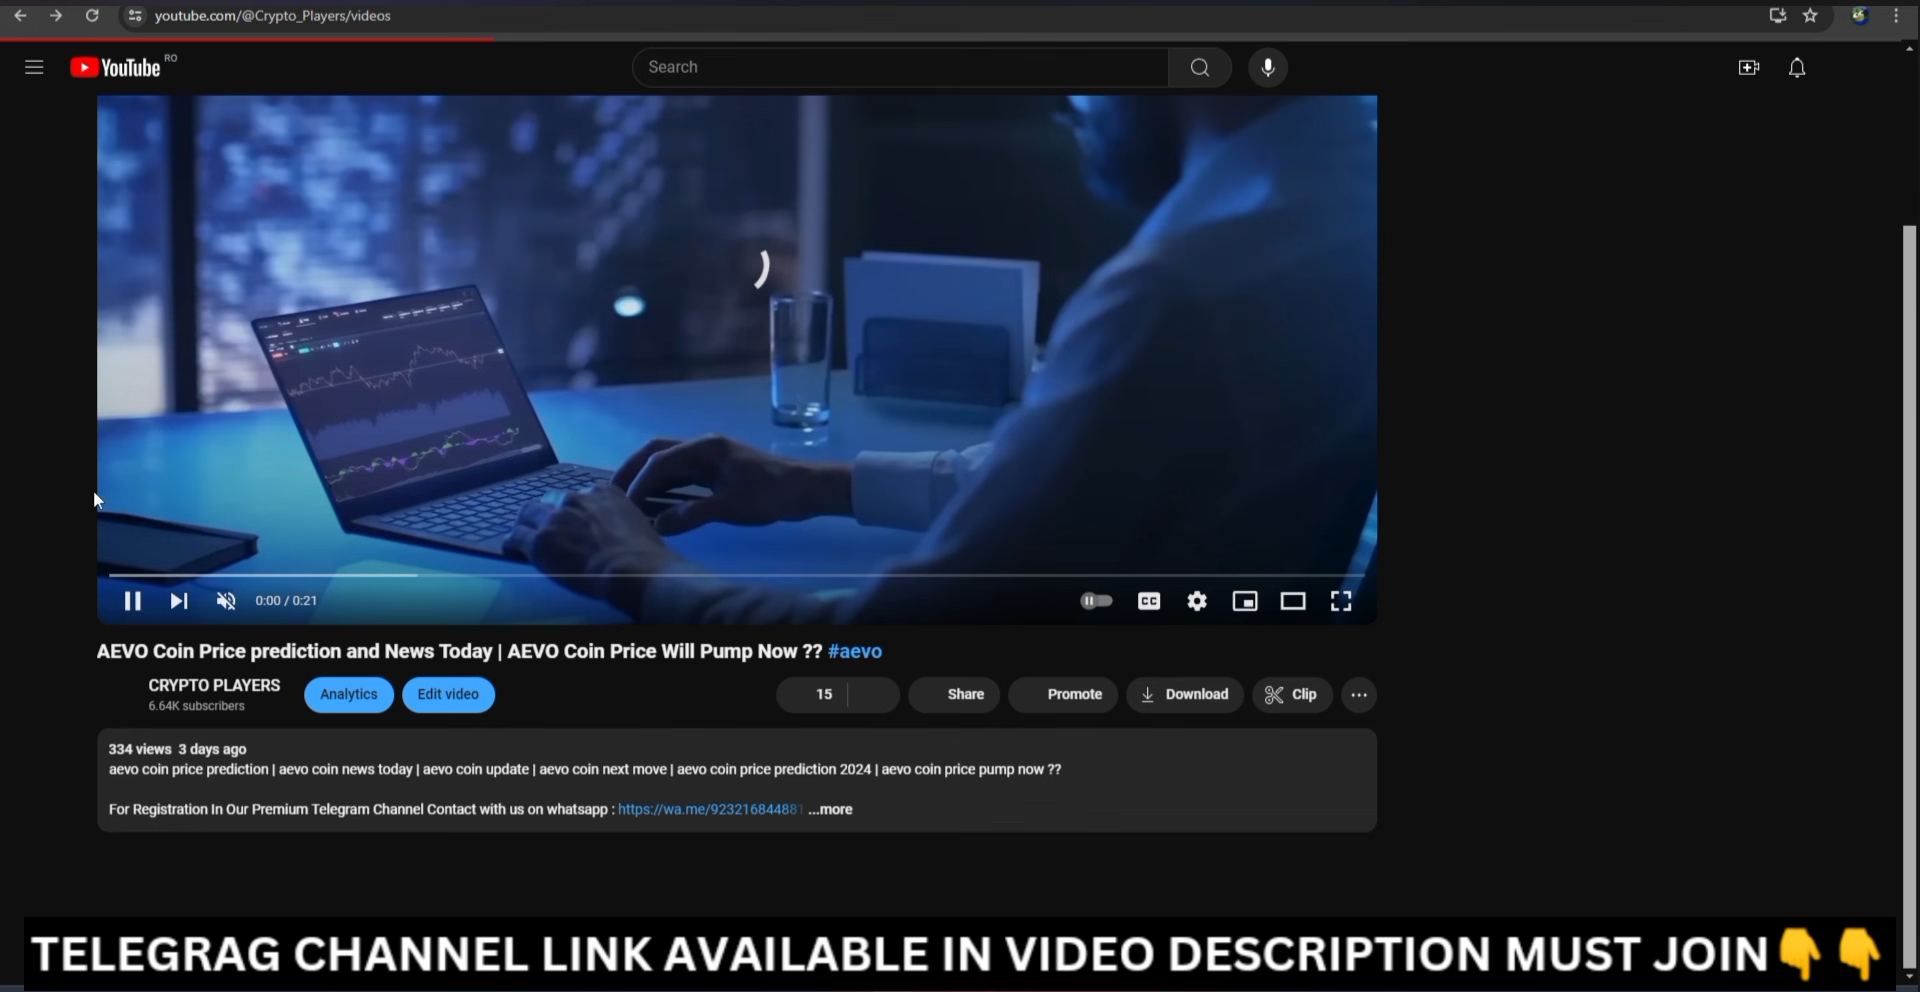 youtube.com/@Crypto_Players/videos
YouTube RO
Search
0:00 / 0:21
CC
AEVO Coin Price prediction and News Today | AEVO Coin Price Will Pump Now ?? #aevo
CRYPTO PLAYERS
6.64K subscribers
Analytics
Edit video
15
Share
Promote
Download
Clip
334 views 3 days ago
aevo coin price prediction | aevo coin news today | aevo coin update | aevo coin next move | aevo coin price prediction 2024 | aevo coin price pump now ??
For Registration In Our Premium Telegram Channel Contact with us on whatsapp : https://wa.me/923216844881 ...more
TELEGRAG CHANNEL LINK AVAILABLE IN VIDEO DESCRIPTION MUST JOIN👇👇